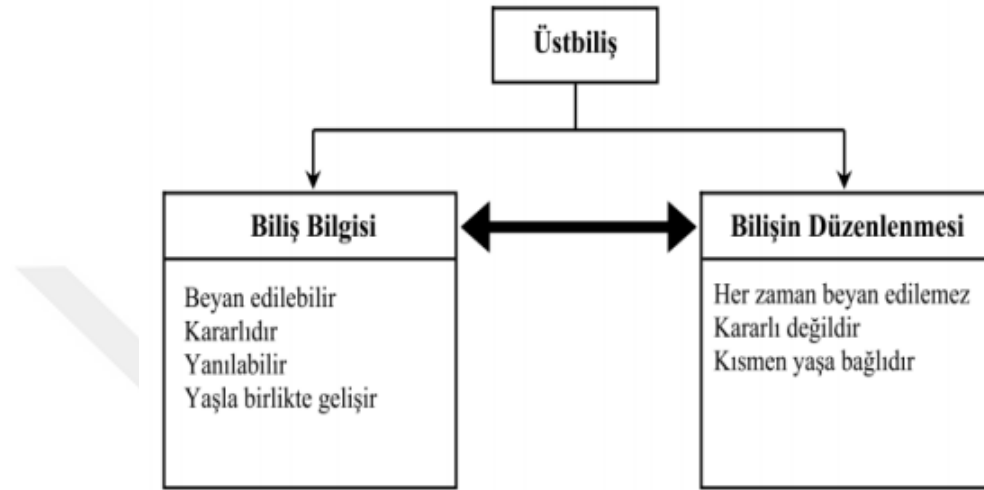 Üstbiliş
Biliş Bilgisi
Beyan edilebilir
Kararlıdır
Yanılabilir
Yaşla birlikte gelişir
Bilişin Düzenlenmesi
Her zaman beyan edilemez
Kararlı değildir
Kısmen yaşa bağlıdır